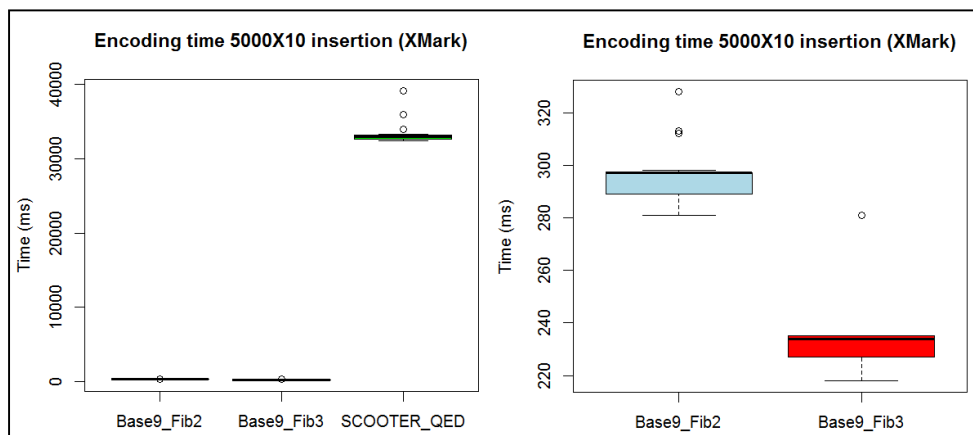 Encoding time 5000X10 insertion (XMark)
Time (ms)
40000
30000
20000
10000
0
Base9_Fib2 Base9_Fib3 SCOOTER_QED
Encoding time 5000X10 insertion (XMark)
Time (ms)
320
300
280
260
240
220
Base9_Fib2 Base9_Fib3